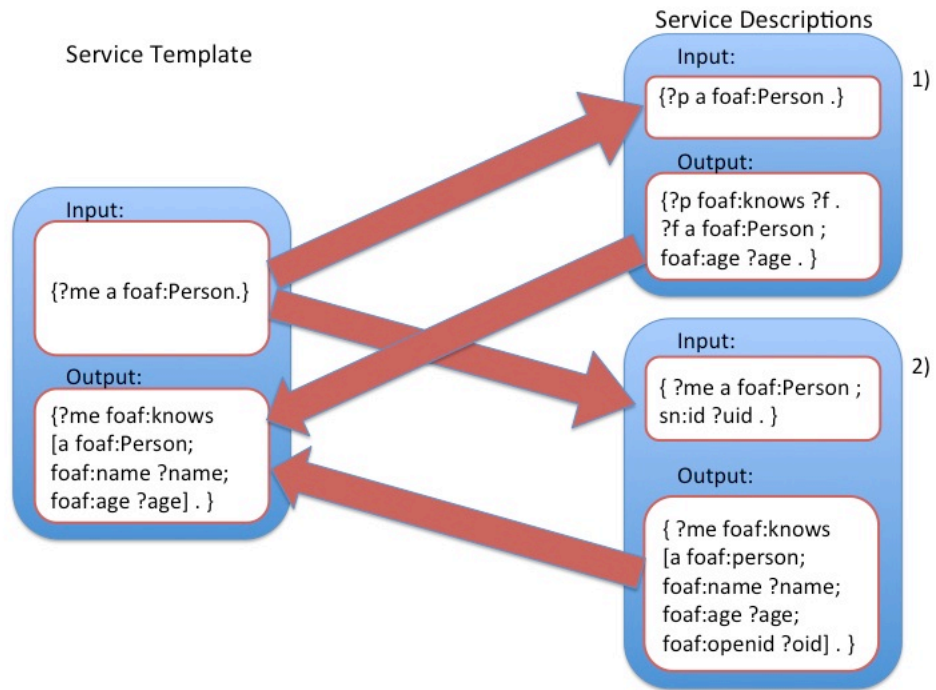 Service Template
Input:
{?me a foaf:Person.}
Output:
{?me foaf:knows
[a foaf:Person;
foaf:name ?name;
foaf:age ?age] . }
Service Descriptions
1)
Input:
{?p a foaf:Person .}
Output:
{?p foaf:knows ?f .
?f a foaf:Person ;
foaf:age ?age . }
2)
Input:
{ ?me a foaf:Person ;
sn:id ?uid . }
Output:
{ ?me foaf:knows
[a foaf:person;
foaf:name ?name;
foaf:age ?age;
foaf:openid ?oid] . }